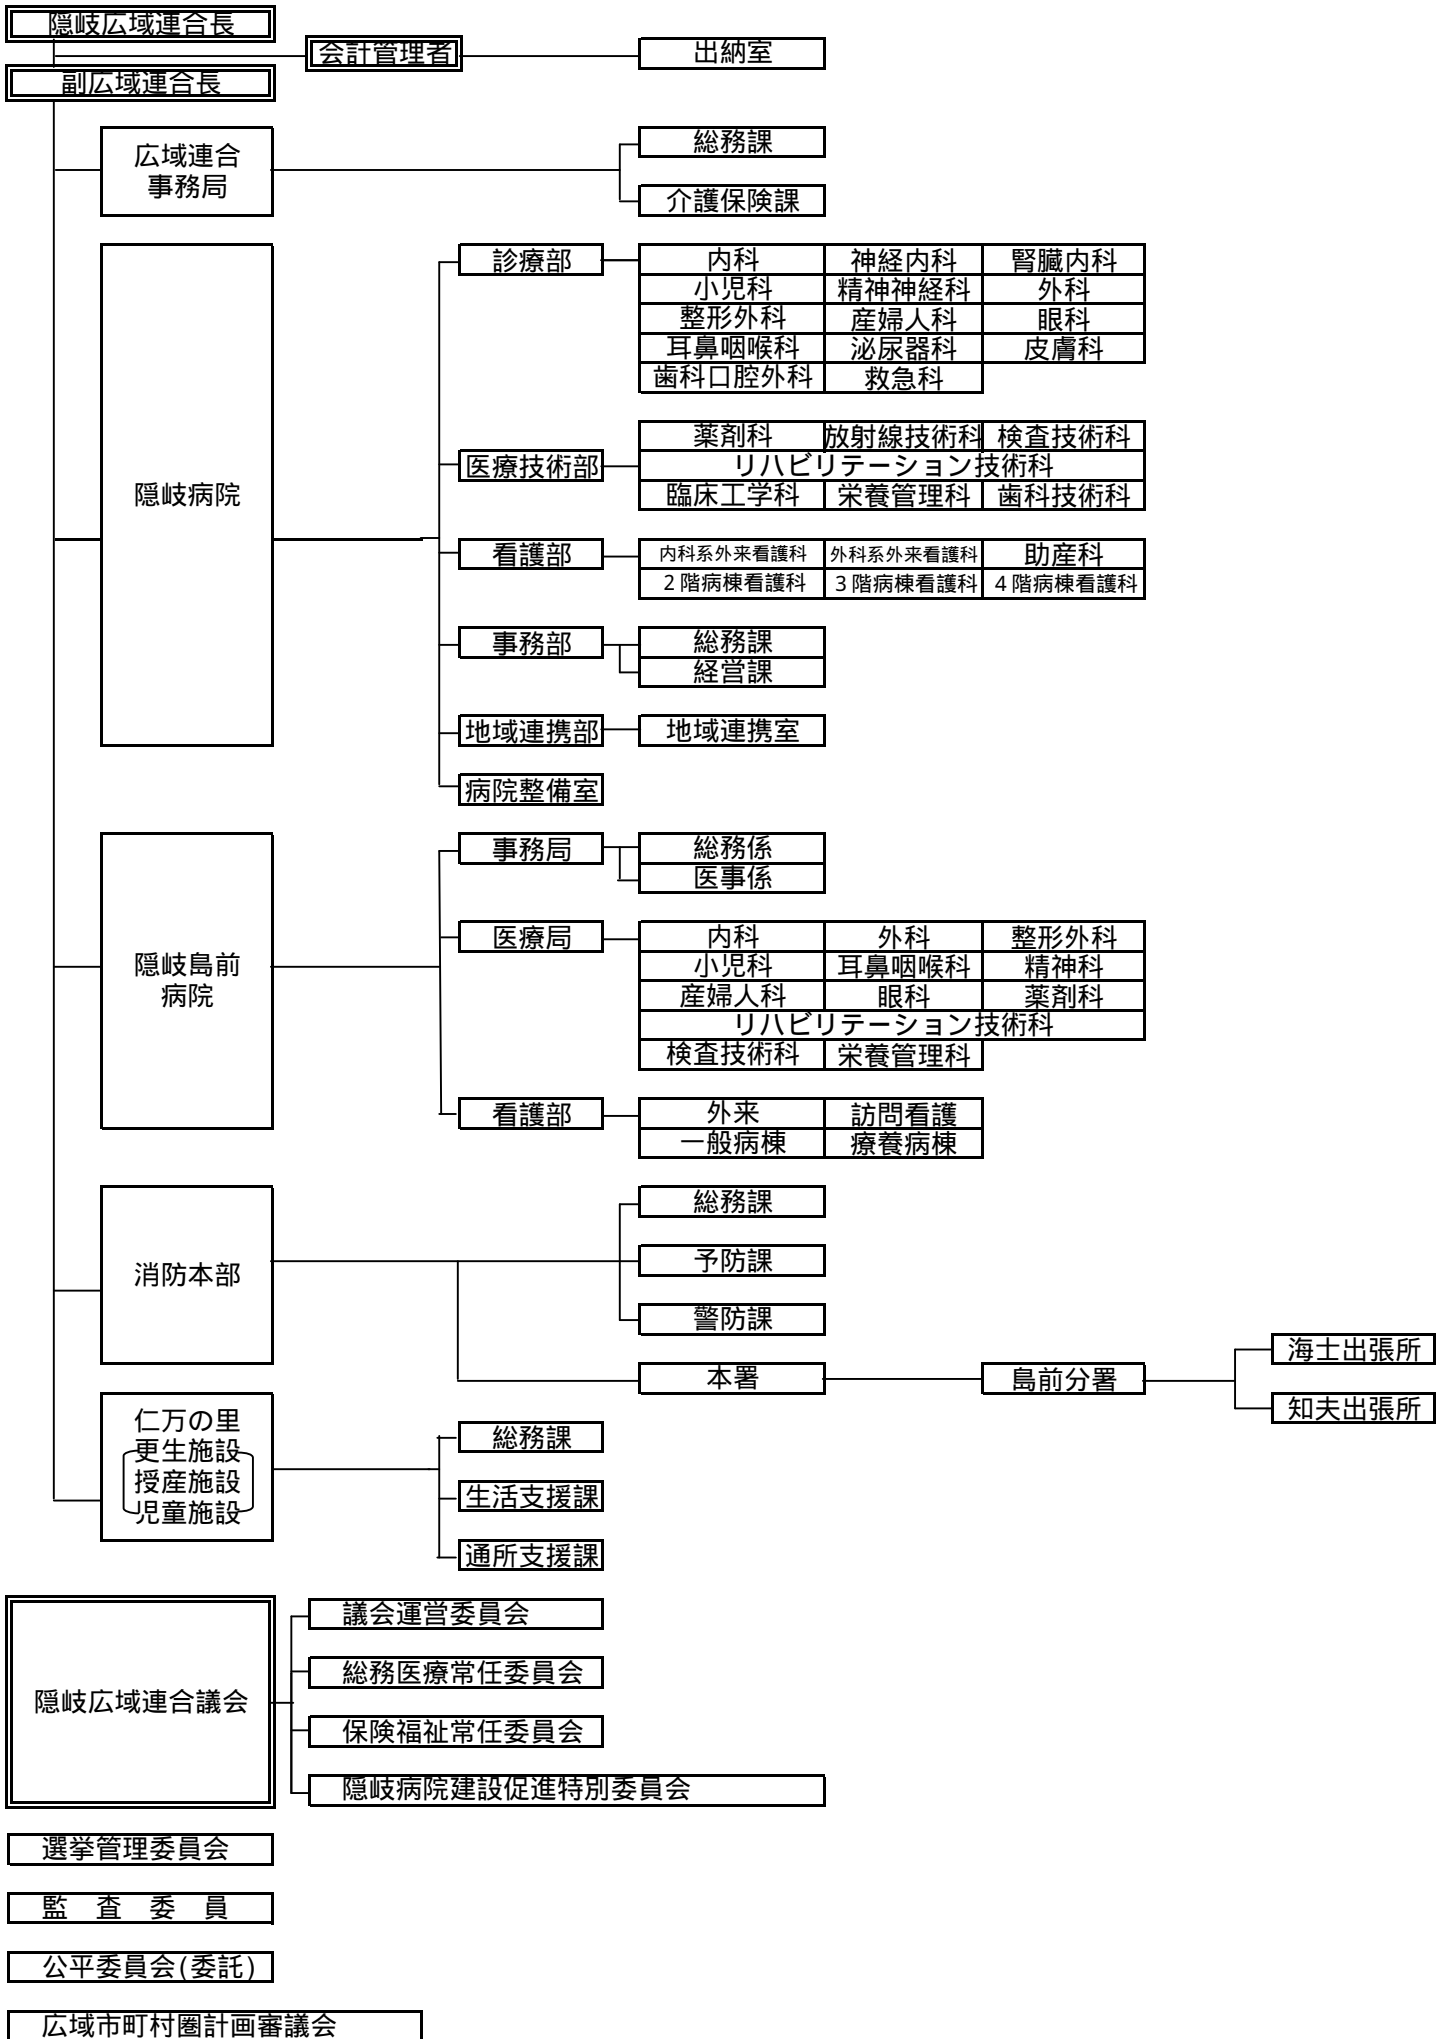 隠岐広域連合長
会計管理者
出納室
副広域連合長
広域連合
事務局
総務課
介護保険課
隠岐病院
診療部
内科 神経内科 腎臓内科
小児科 精神神経科 外科
整形外科 産婦人科 眼科
耳鼻咽喉科 泌尿器科 皮膚科
歯科口腔外科 救急科
医療技術部
薬剤科 放射線技術科 検査技術科
リハビリテーション技術科
臨床工学科 栄養管理科 歯科技術科
看護部
内科系外来看護科 外科系外来看護科 助産科
2階病棟看護科 3階病棟看護科 4階病棟看護科
事務部
総務課
経営課
地域連携部
地域連携室
病院整備室
隠岐島前
病院
事務局
総務係
医事係
医療局
内科 外科 整形外科
小児科 耳鼻咽喉科 精神科
産婦人科 眼科 薬剤科
リハビリテーション技術科
検査技術科 栄養管理科
看護部
外来 訪問看護
一般病棟 療養病棟
消防本部
総務課
予防課
警防課
本署
島前分署
海士出張所
知夫出張所
仁万の里
更生施設
授産施設
児童施設
総務課
生活支援課
通所支援課
隠岐広域連合議会
議会運営委員会
総務医療常任委員会
保険福祉常任委員会
隠岐病院建設促進特別委員会
選挙管理委員会
監　査　委　員
公平委員会(委託)
広域市町村圏計画審議会